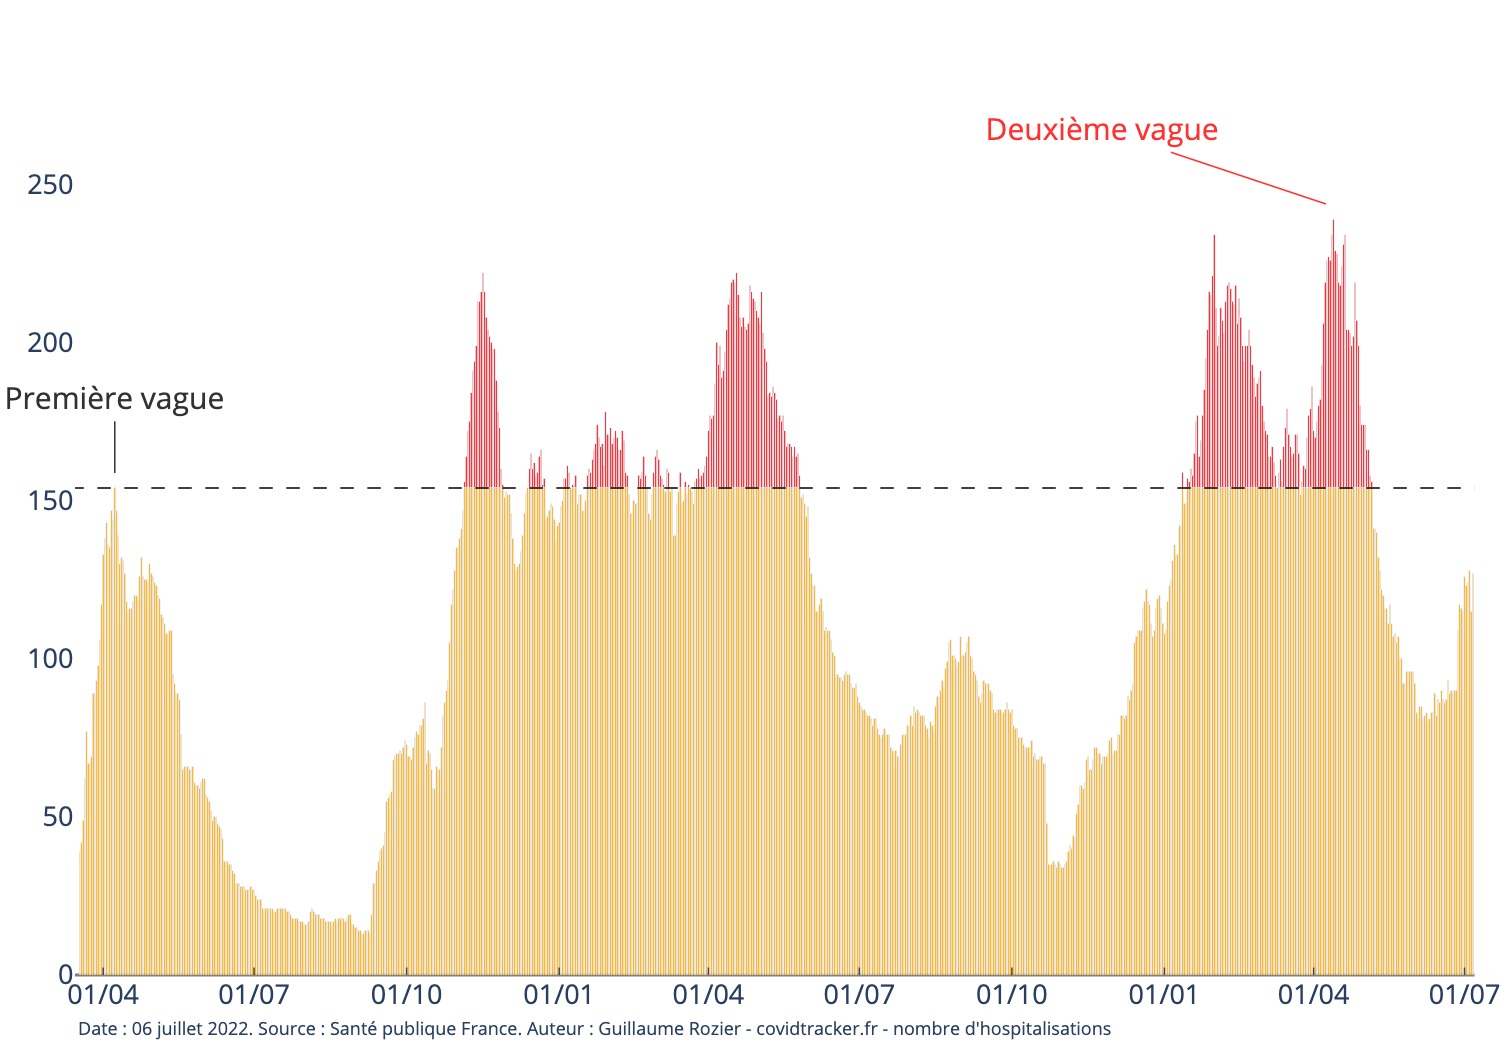 Deuxième vague
250
200
Première vague
150
100
50
0
01/04 01/07 01/10 01/01 01/04 01/07 01/10 01/01 01/04 01/07
Date : 06 juillet 2022. Source : Santé publique France. Auteur : Guillaume Rozier - covidtracker.fr - nombre d'hospitalisations